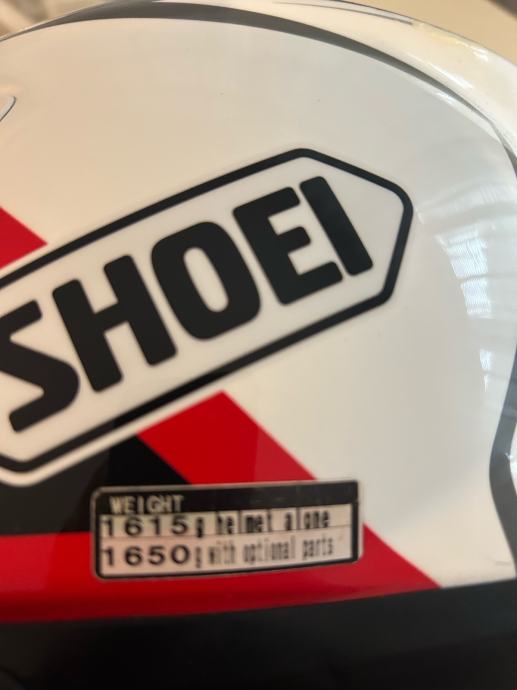 SHOEI
WEIGHT
1615g helmet alone
1650g with optional parts